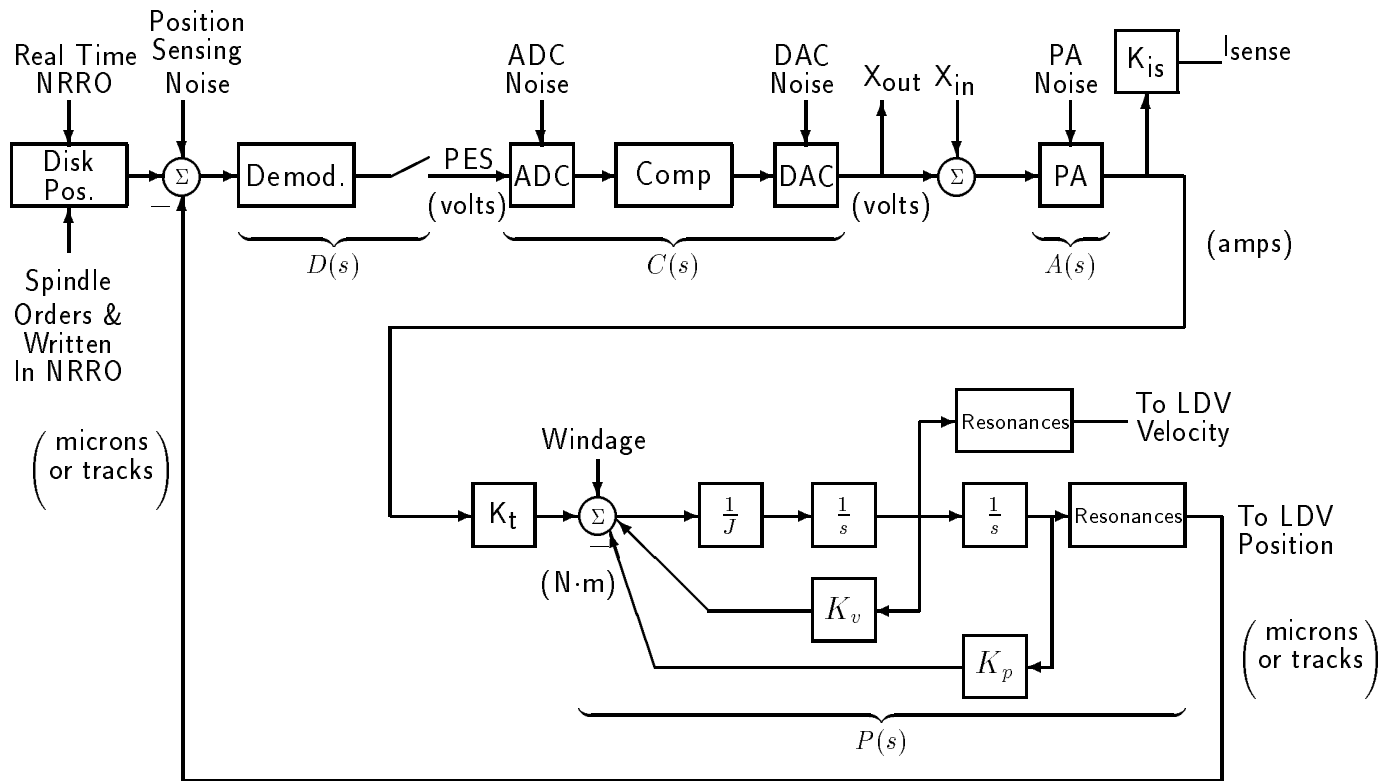 Real Time
NRRO
Position
Sensing
Noise
ADC
Noise
DAC
Noise
X_out
X_in
PA
Noise
K_is
I_sense
Disk
Pos.
Σ
−
Demod.
PES
(volts)
ADC
Comp
DAC
(volts)
Σ
PA
D(s)
C(s)
A(s)
(amps)
Spindle
Orders &
Written
In NRRO
(microns
or tracks)
Windage
Resonances
To LDV
Velocity
K_t
Σ
−
(N·m)
1/J
1/s
1/s
Resonances
To LDV
Position
K_v
K_p
(microns
or tracks)
P(s)